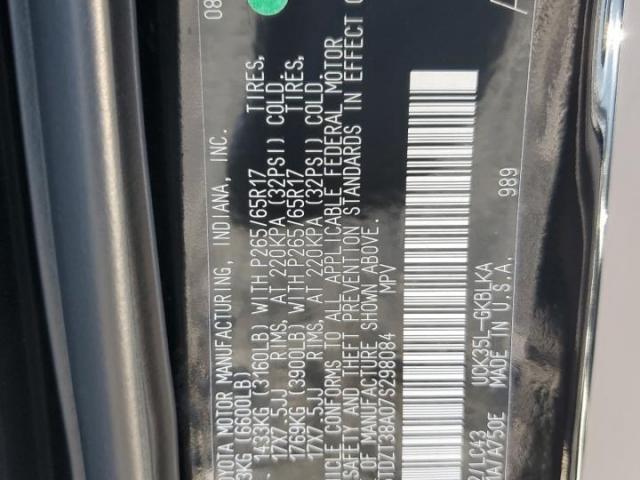 08
TOYOTA MOTOR MANUFACTURING, INDIANA, INC.
3KG (6600LB)
1433KG (3160LB) WITH P265/65R17 TIRES,
17X7.5JJ RIMS, AT 220KPA (32PSI) COLD.
1769KG (3900LB) WITH P265/65R17 TIRES,
17X7.5JJ RIMS, AT 220KPA (32PSI) COLD.
ICLE CONFORMS TO ALL APPLICABLE FEDERAL MOTOR
SAFETY AND THEFT PREVENTION STANDARDS IN EFFECT
OF MANUFACTURE SHOWN ABOVE.
TDZT38A07S298084 MPV
989
/LC43 UCK35L-GKBLKA
A/A750E MADE IN U.S.A.